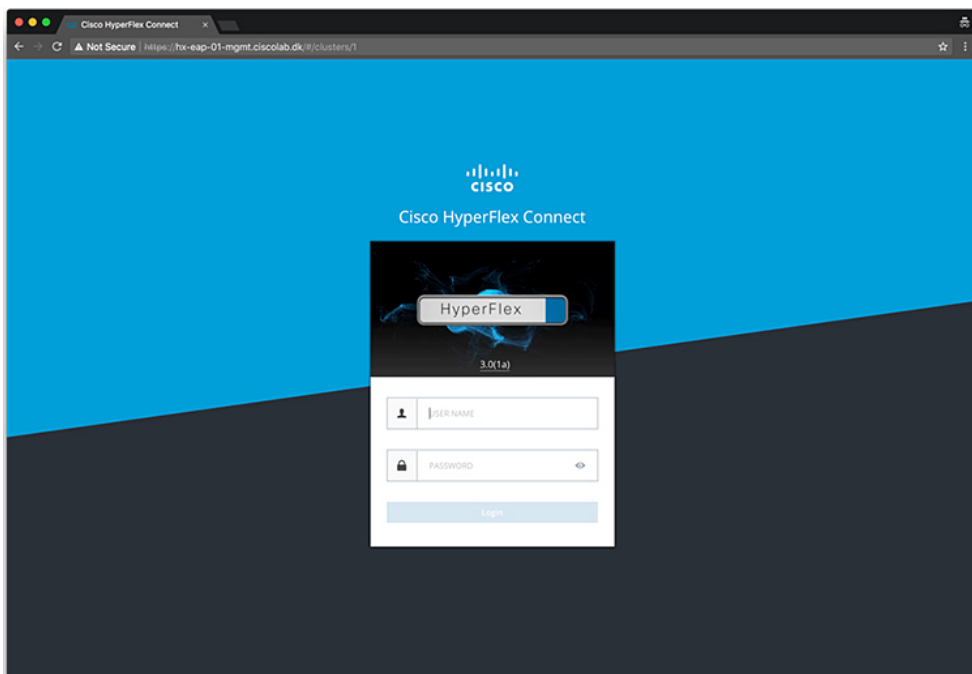 Cisco HyperFlex Connect
Not Secure | https://hx-eap-01-mgmt.ciscolab.dk/#/clusters/1
CISCO
Cisco HyperFlex Connect
HyperFlex
3.0(1a)
USER NAME
PASSWORD
Login